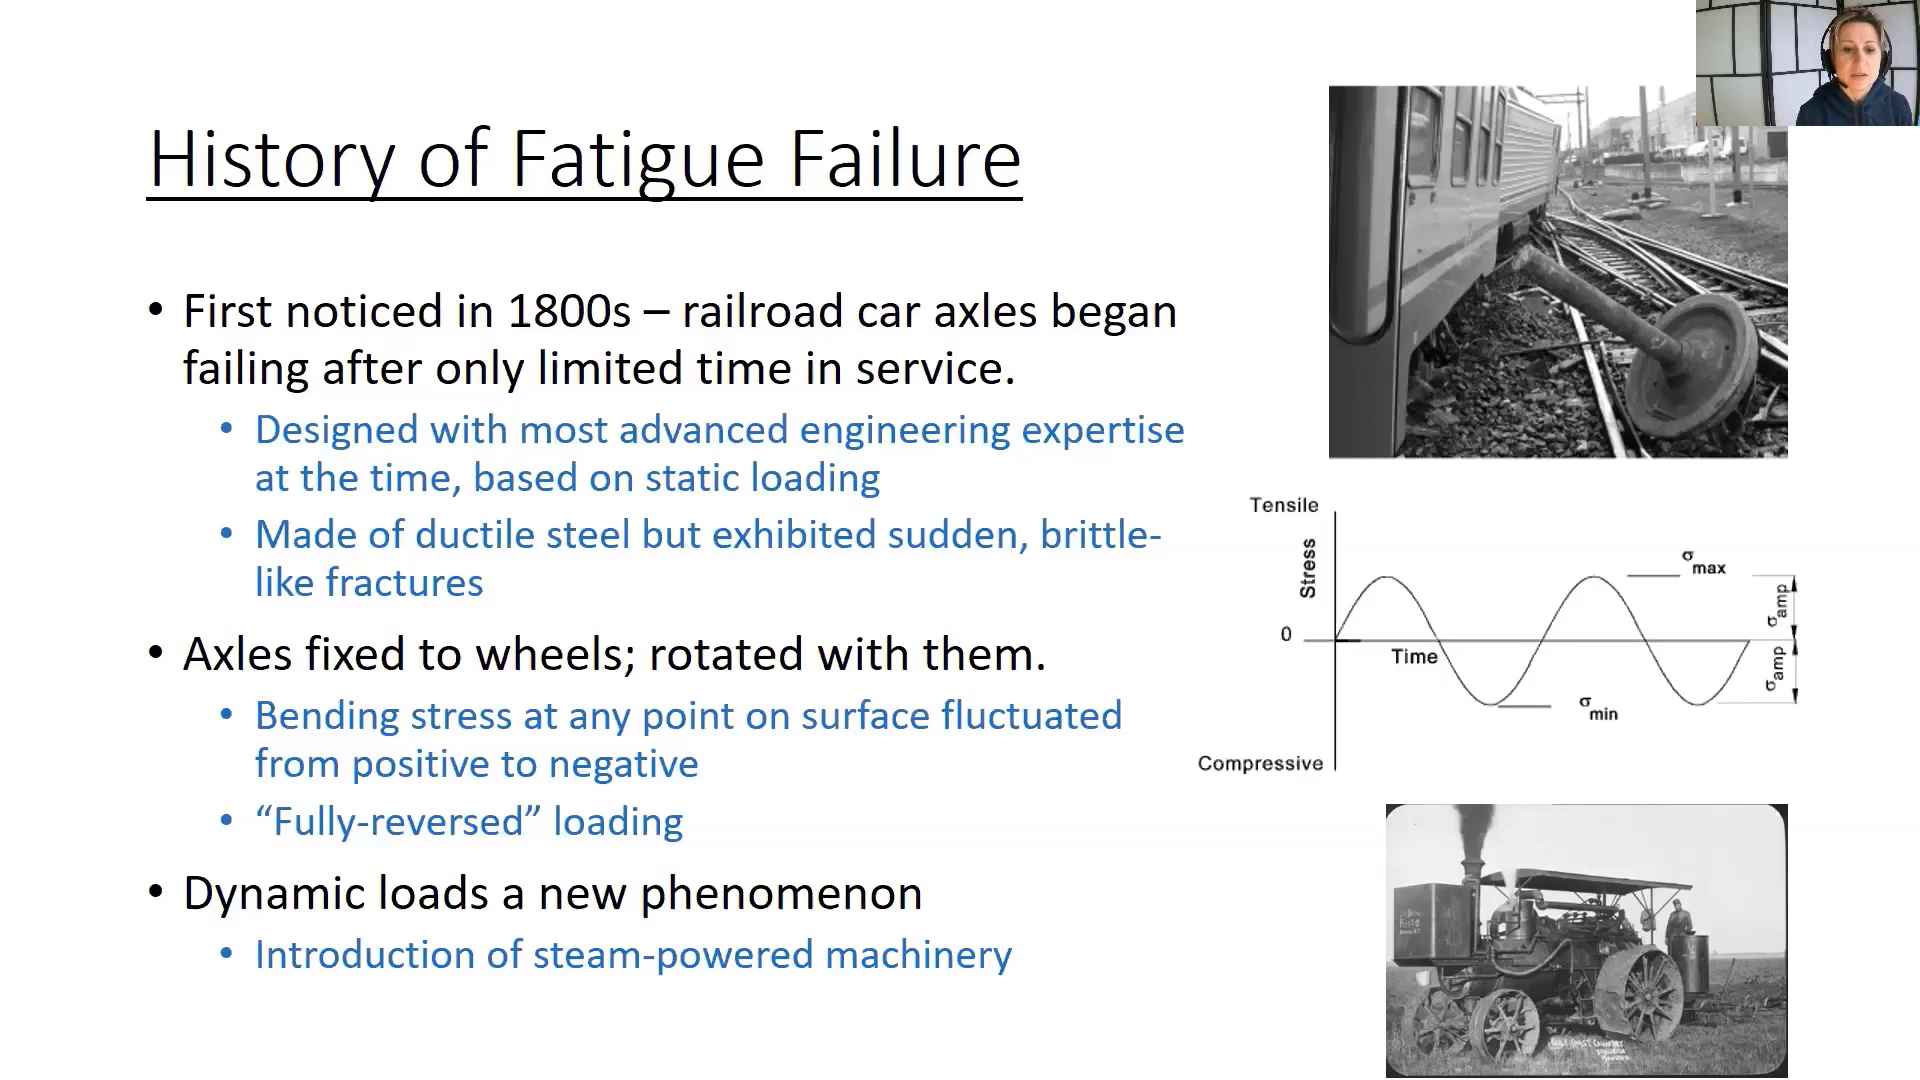 History of Fatigue Failure
• First noticed in 1800s – railroad car axles began
failing after only limited time in service.
• Designed with most advanced engineering expertise
at the time, based on static loading
• Made of ductile steel but exhibited sudden, brittle-
like fractures
• Axles fixed to wheels; rotated with them.
• Bending stress at any point on surface fluctuated
from positive to negative
• “Fully-reversed” loading
• Dynamic loads a new phenomenon
• Introduction of steam-powered machinery
Tensile
Stress
σmax
σamp
0
Time
σamp
σmin
Compressive